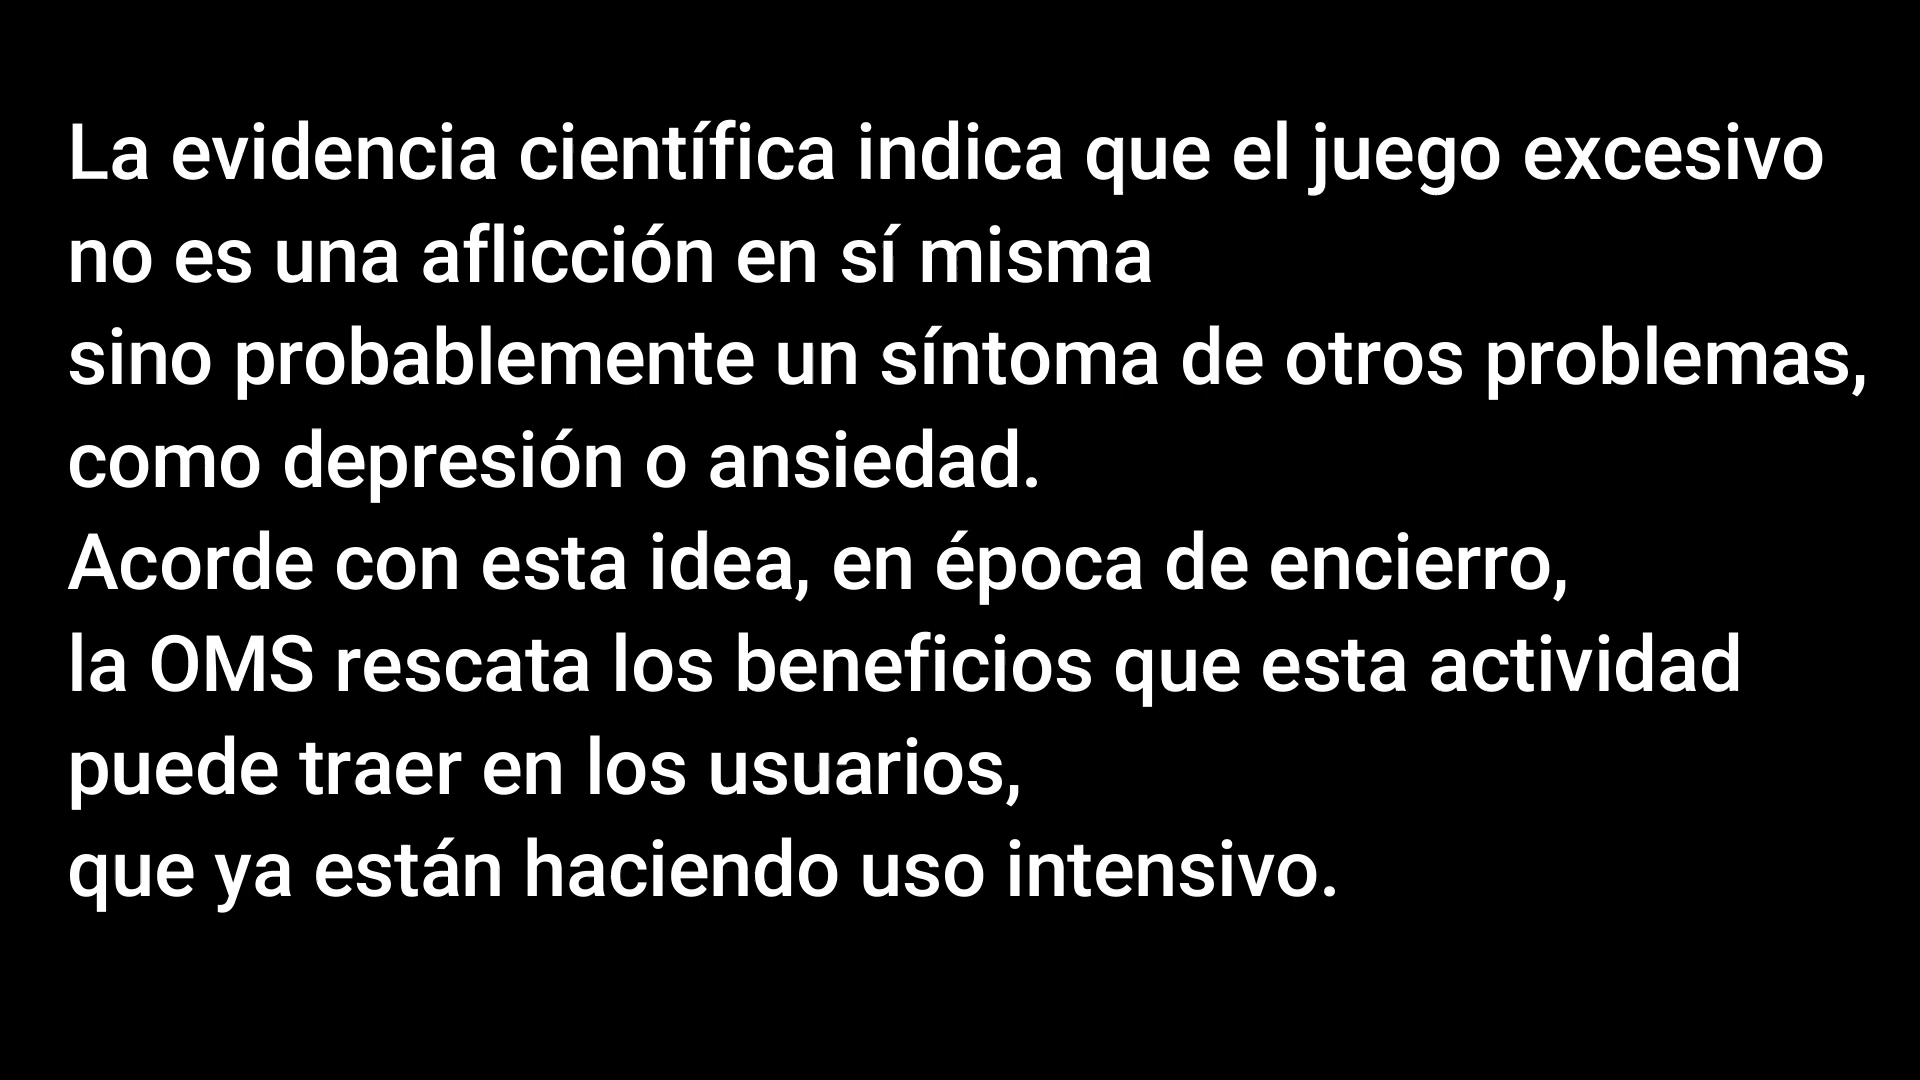 La evidencia científica indica que el juego excesivo
no es una aflicción en sí misma
sino probablemente un síntoma de otros problemas,
como depresión o ansiedad.
Acorde con esta idea, en época de encierro,
la OMS rescata los beneficios que esta actividad
puede traer en los usuarios,
que ya están haciendo uso intensivo.